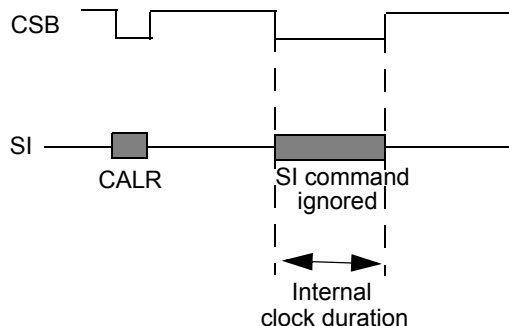 CSB
SI
CALR
SI command
ignored
Internal
clock duration